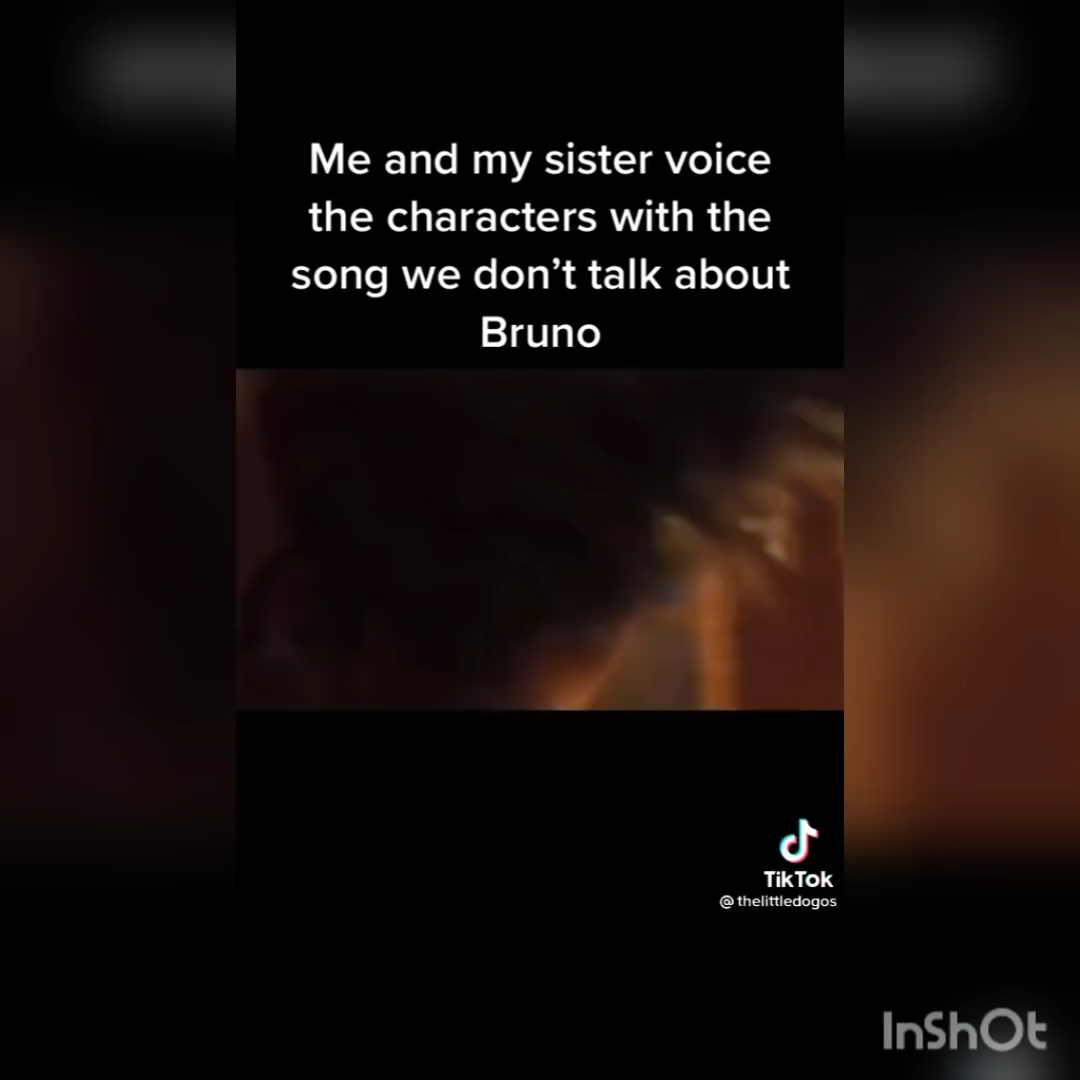 Me and my sister voice
the characters with the
song we don’t talk about
Bruno
TikTok
@thelittledogos
InShOt